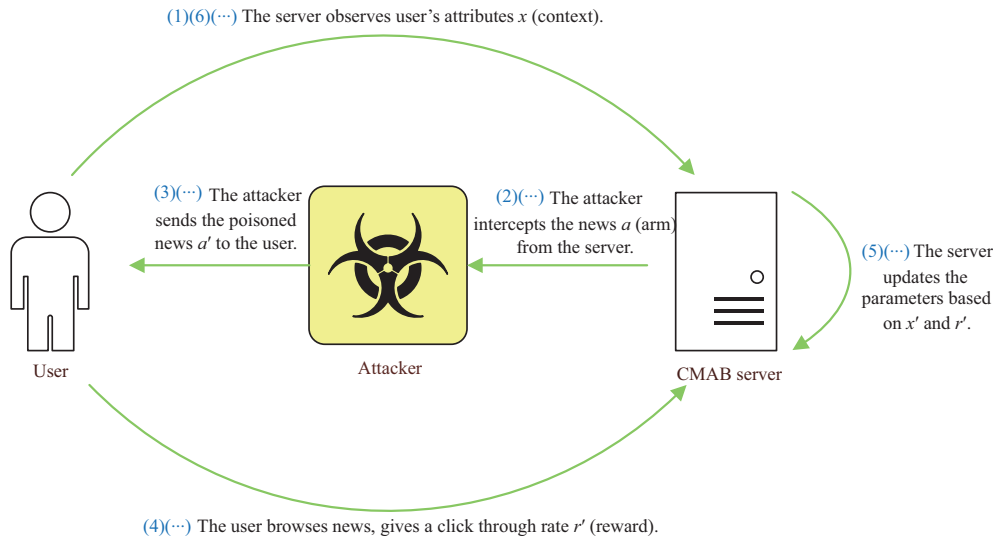 (1)(6)(···) The server observes user's attributes x (context).
(3)(···) The attacker
sends the poisoned
news a′ to the user.
(2)(···) The attacker
intercepts the news a (arm)
from the server.
(5)(···) The server
updates the
parameters based
on x′ and r′.
User
Attacker
CMAB server
(4)(···) The user browses news, gives a click through rate r′ (reward).